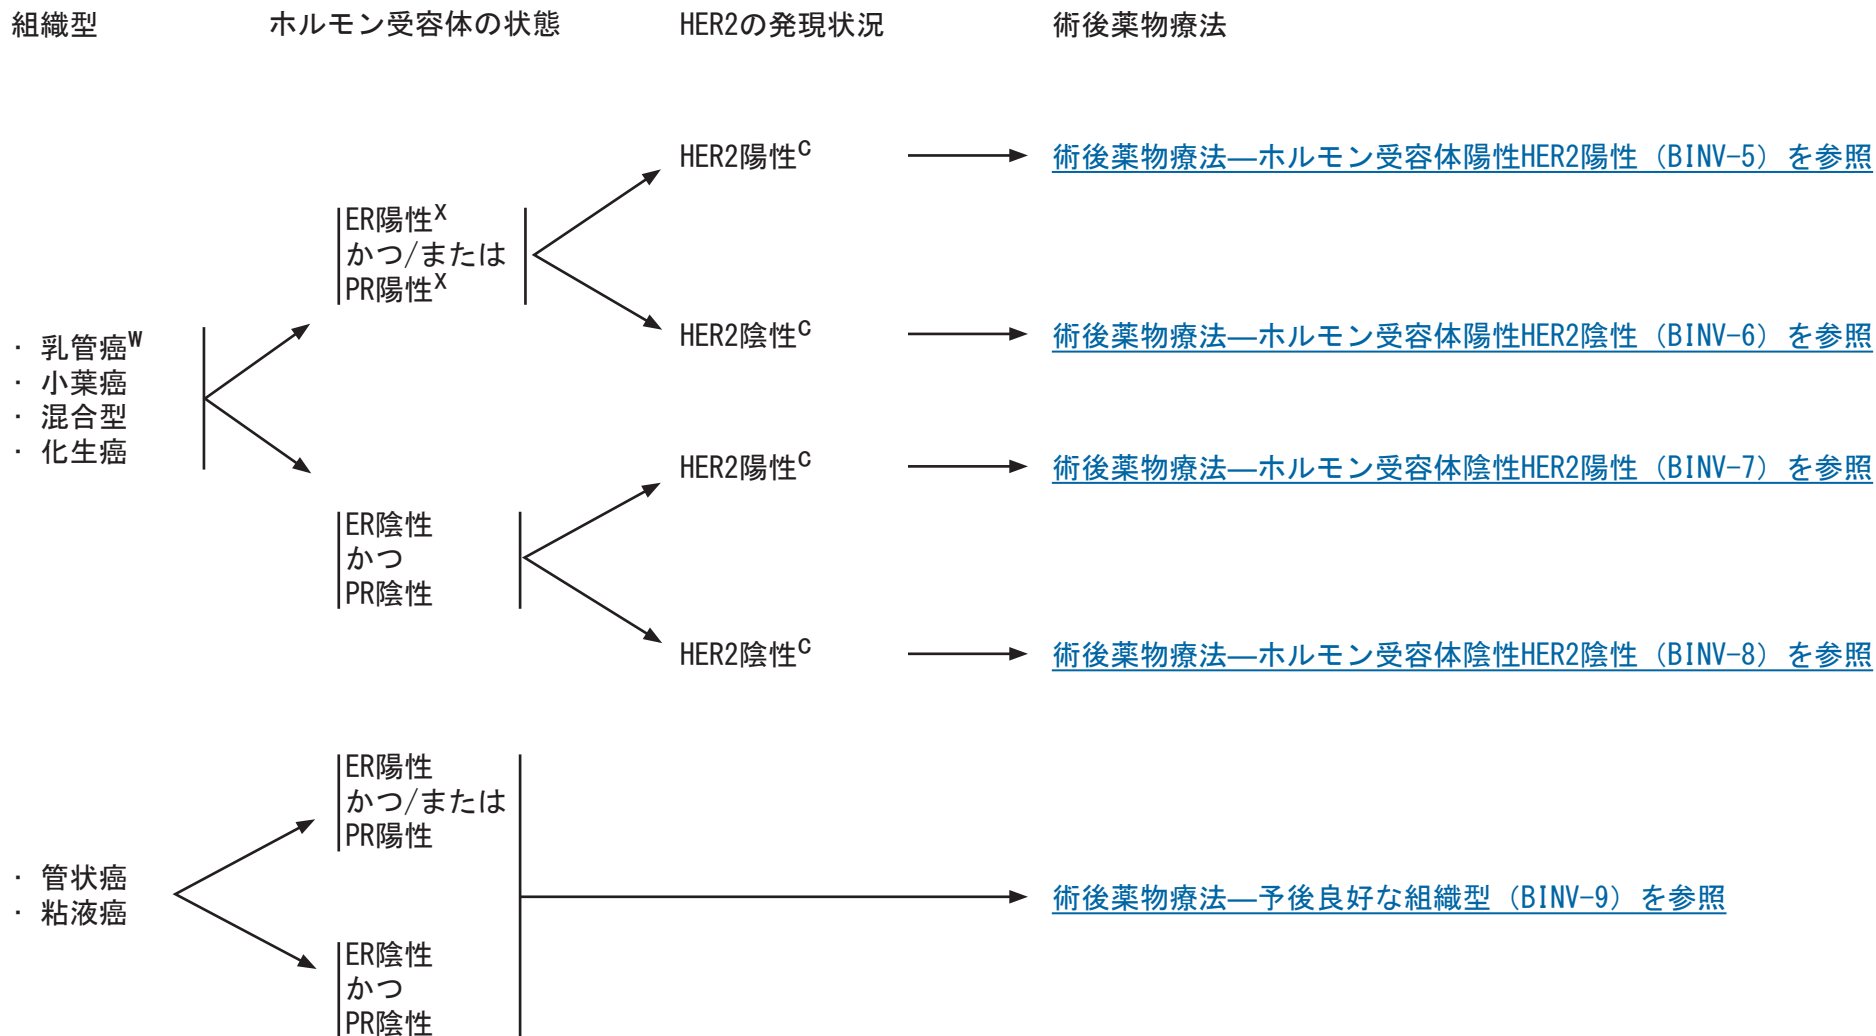 組織型 ホルモン受容体の状態 HER2の発現状況 術後薬物療法
HER2陽性c 術後薬物療法―ホルモン受容体陽性HER2陽性（BINV-5）を参照
ER陽性x
かつ/または
PR陽性x
HER2陰性c 術後薬物療法―ホルモン受容体陽性HER2陰性（BINV-6）を参照
· 乳管癌w
· 小葉癌
· 混合型
· 化生癌
HER2陽性c 術後薬物療法―ホルモン受容体陰性HER2陽性（BINV-7）を参照
ER陰性
かつ
PR陰性
HER2陰性c 術後薬物療法―ホルモン受容体陰性HER2陰性（BINV-8）を参照
ER陽性
かつ/または
PR陽性
· 管状癌
· 粘液癌
術後薬物療法―予後良好な組織型（BINV-9）を参照
ER陰性
かつ
PR陰性